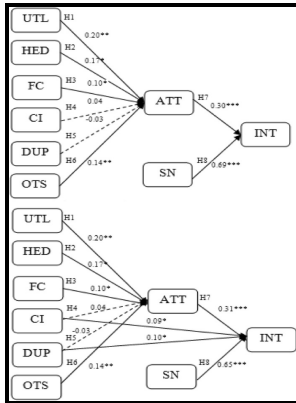 UTL
H1
0.20**
HED
H2
0.17*
FC
H3
0.10*
ATT
H7
CI
H4
0.04
0.30***
INT
-0.03
H5
DUP
H8
SN
0.69***
H6
0.14**
OTS
UTL
H1
0.20**
HED
H2
0.17*
FC
H3
0.10*
ATT
H7
CI
H4
0.04
0.31***
0.09*
-0.03
INT
DUP
H5
0.10*
H8
H6
0.65***
OTS
0.14**
SN